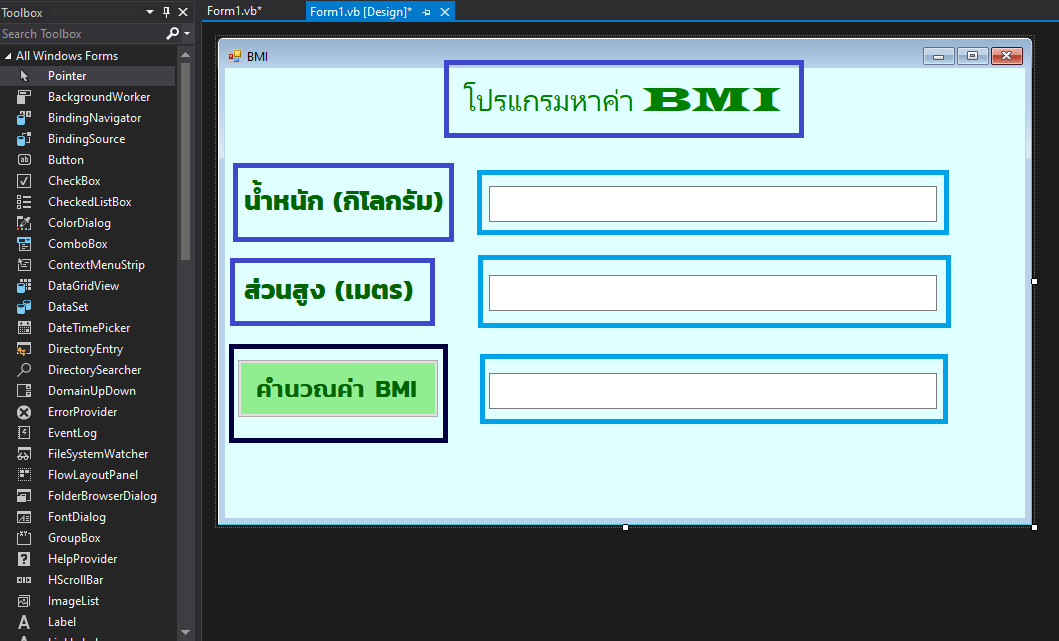 Toolbox
Search Toolbox
All Windows Forms
Pointer
BackgroundWorker
BindingNavigator
BindingSource
Button
CheckBox
CheckedListBox
ColorDialog
ComboBox
ContextMenuStrip
DataGridView
DataSet
DateTimePicker
DirectoryEntry
DirectorySearcher
DomainUpDown
ErrorProvider
EventLog
FileSystemWatcher
FlowLayoutPanel
FolderBrowserDialog
FontDialog
GroupBox
HelpProvider
HScrollBar
ImageList
Label
Form1.vb*
Form1.vb [Design]*
BMI
โปรแกรมหาค่า BMI
น้ำหนัก (กิโลกรัม)
ส่วนสูง (เมตร)
คำนวณค่า BMI